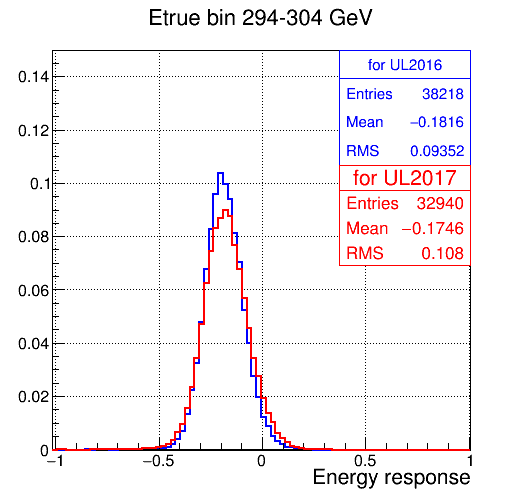 Etrue bin 294-304 GeV
for UL2016
Entries 38218
Mean −0.1816
RMS 0.09352
for UL2017
Entries 32940
Mean −0.1746
RMS 0.108
0.14
0.12
0.1
0.08
0.06
0.04
0.02
0
−1 −0.5 0 0.5 1
Energy response